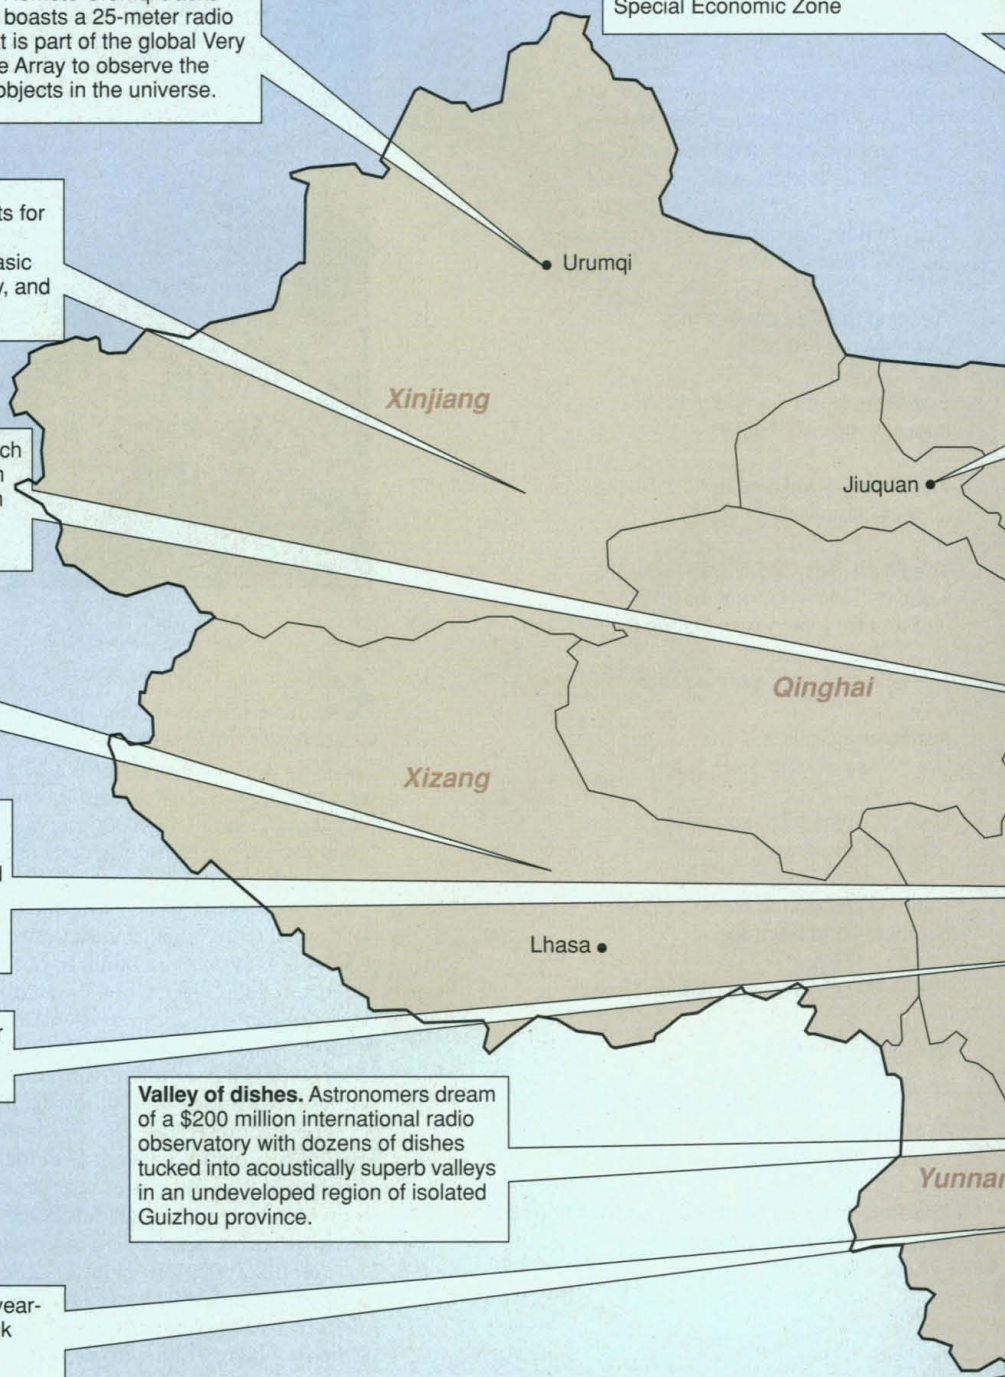 boasts a 25-meter radio
t is part of the global Very
e Array to observe the
objects in the universe.
Special Economic Zone
ts for
asic
y, and
Urumqi
Xinjiang
ch
n
n
Jiuquan
Qinghai
Xizang
Lhasa
r
Valley of dishes. Astronomers dream
of a $200 million international radio
observatory with dozens of dishes
tucked into acoustically superb valleys
in an undeveloped region of isolated
Guizhou province.
Yunnan
year-
k